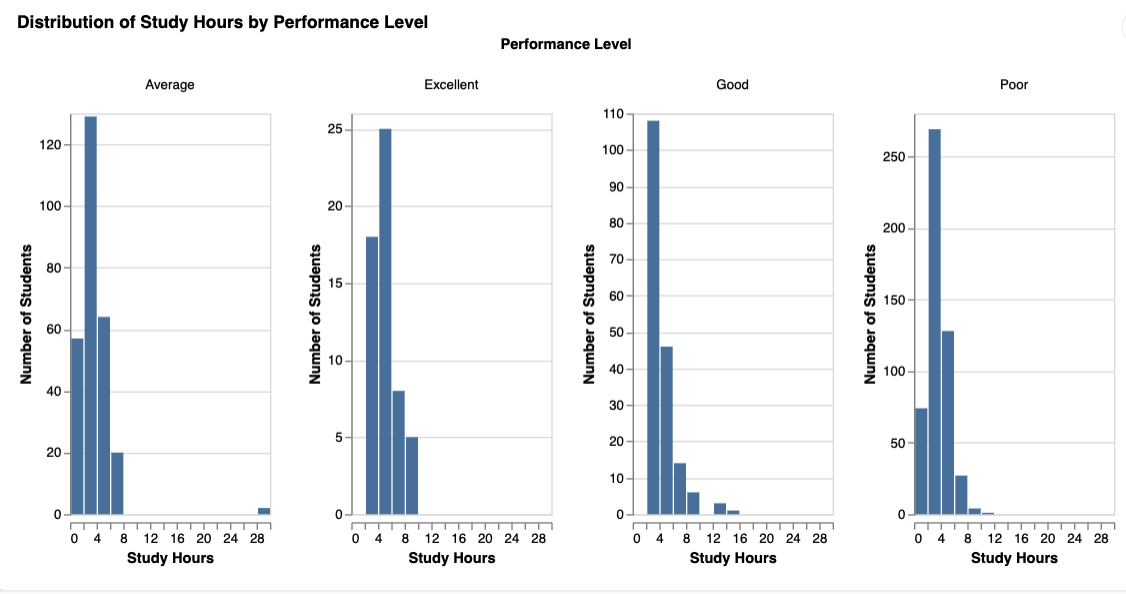 Distribution of Study Hours by Performance Level
Performance Level
Average
Number of Students
120
100
80
60
40
20
0
0 4 8 12 16 20 24 28
Study Hours
Excellent
Number of Students
25
20
15
10
5
0
0 4 8 12 16 20 24 28
Study Hours
Good
Number of Students
110
100
90
80
70
60
50
40
30
20
10
0
0 4 8 12 16 20 24 28
Study Hours
Poor
Number of Students
250
200
150
100
50
0
0 4 8 12 16 20 24 28
Study Hours